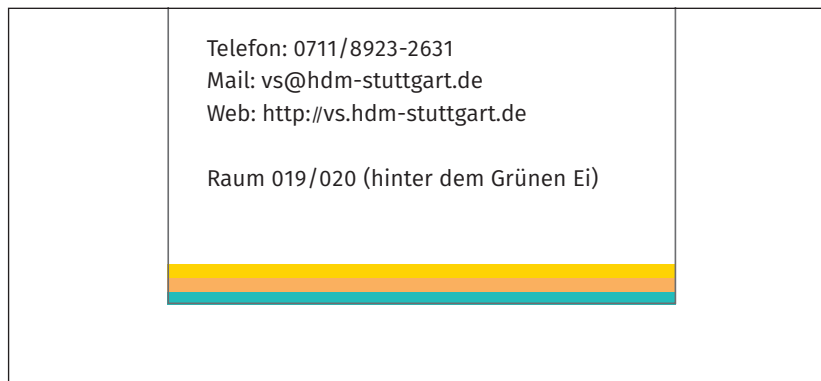 Telefon: 0711/8923-2631
Mail: vs@hdm-stuttgart.de
Web: http://vs.hdm-stuttgart.de
Raum 019/020 (hinter dem Grünen Ei)